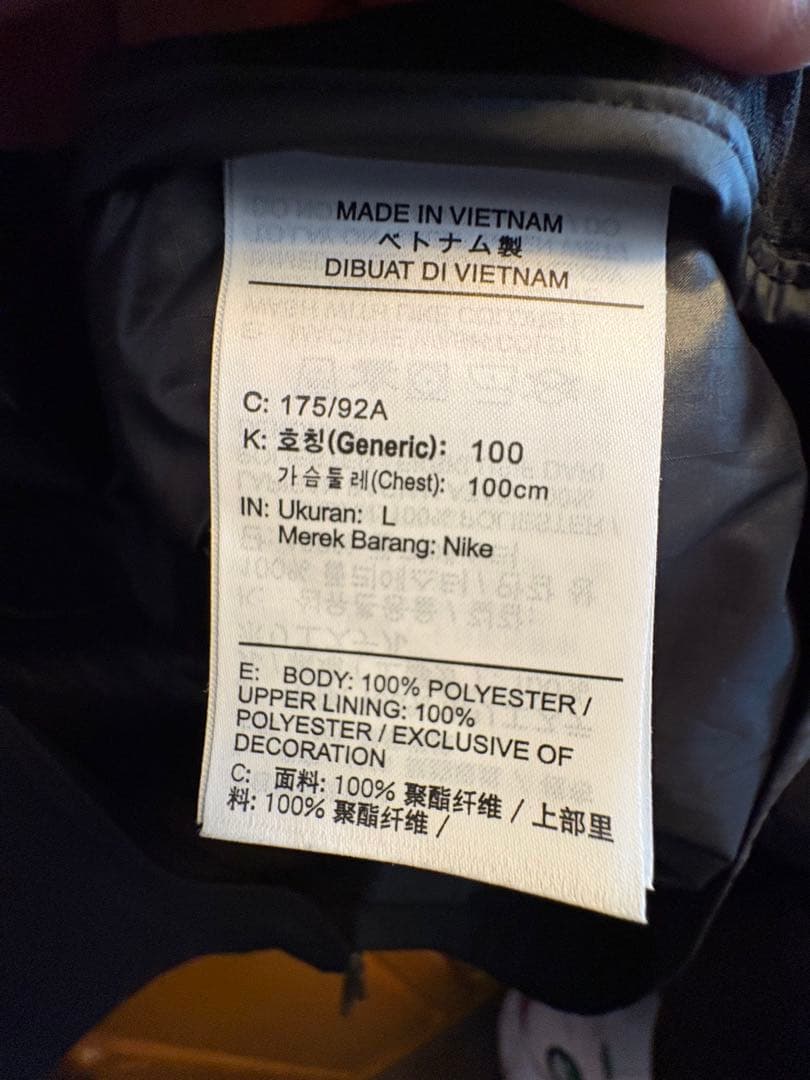 MADE IN VIETNAM
ベトナム製
DIBUAT DI VIETNAM
C: 175/92A
K: 호칭(Generic): 100
가슴둘레(Chest): 100cm
IN: Ukuran: L
Merek Barang: Nike
E: BODY: 100% POLYESTER /
UPPER LINING: 100%
POLYESTER / EXCLUSIVE OF
DECORATION
C: 面料: 100% 聚酯纤维 / 上部里
料: 100% 聚酯纤维 /